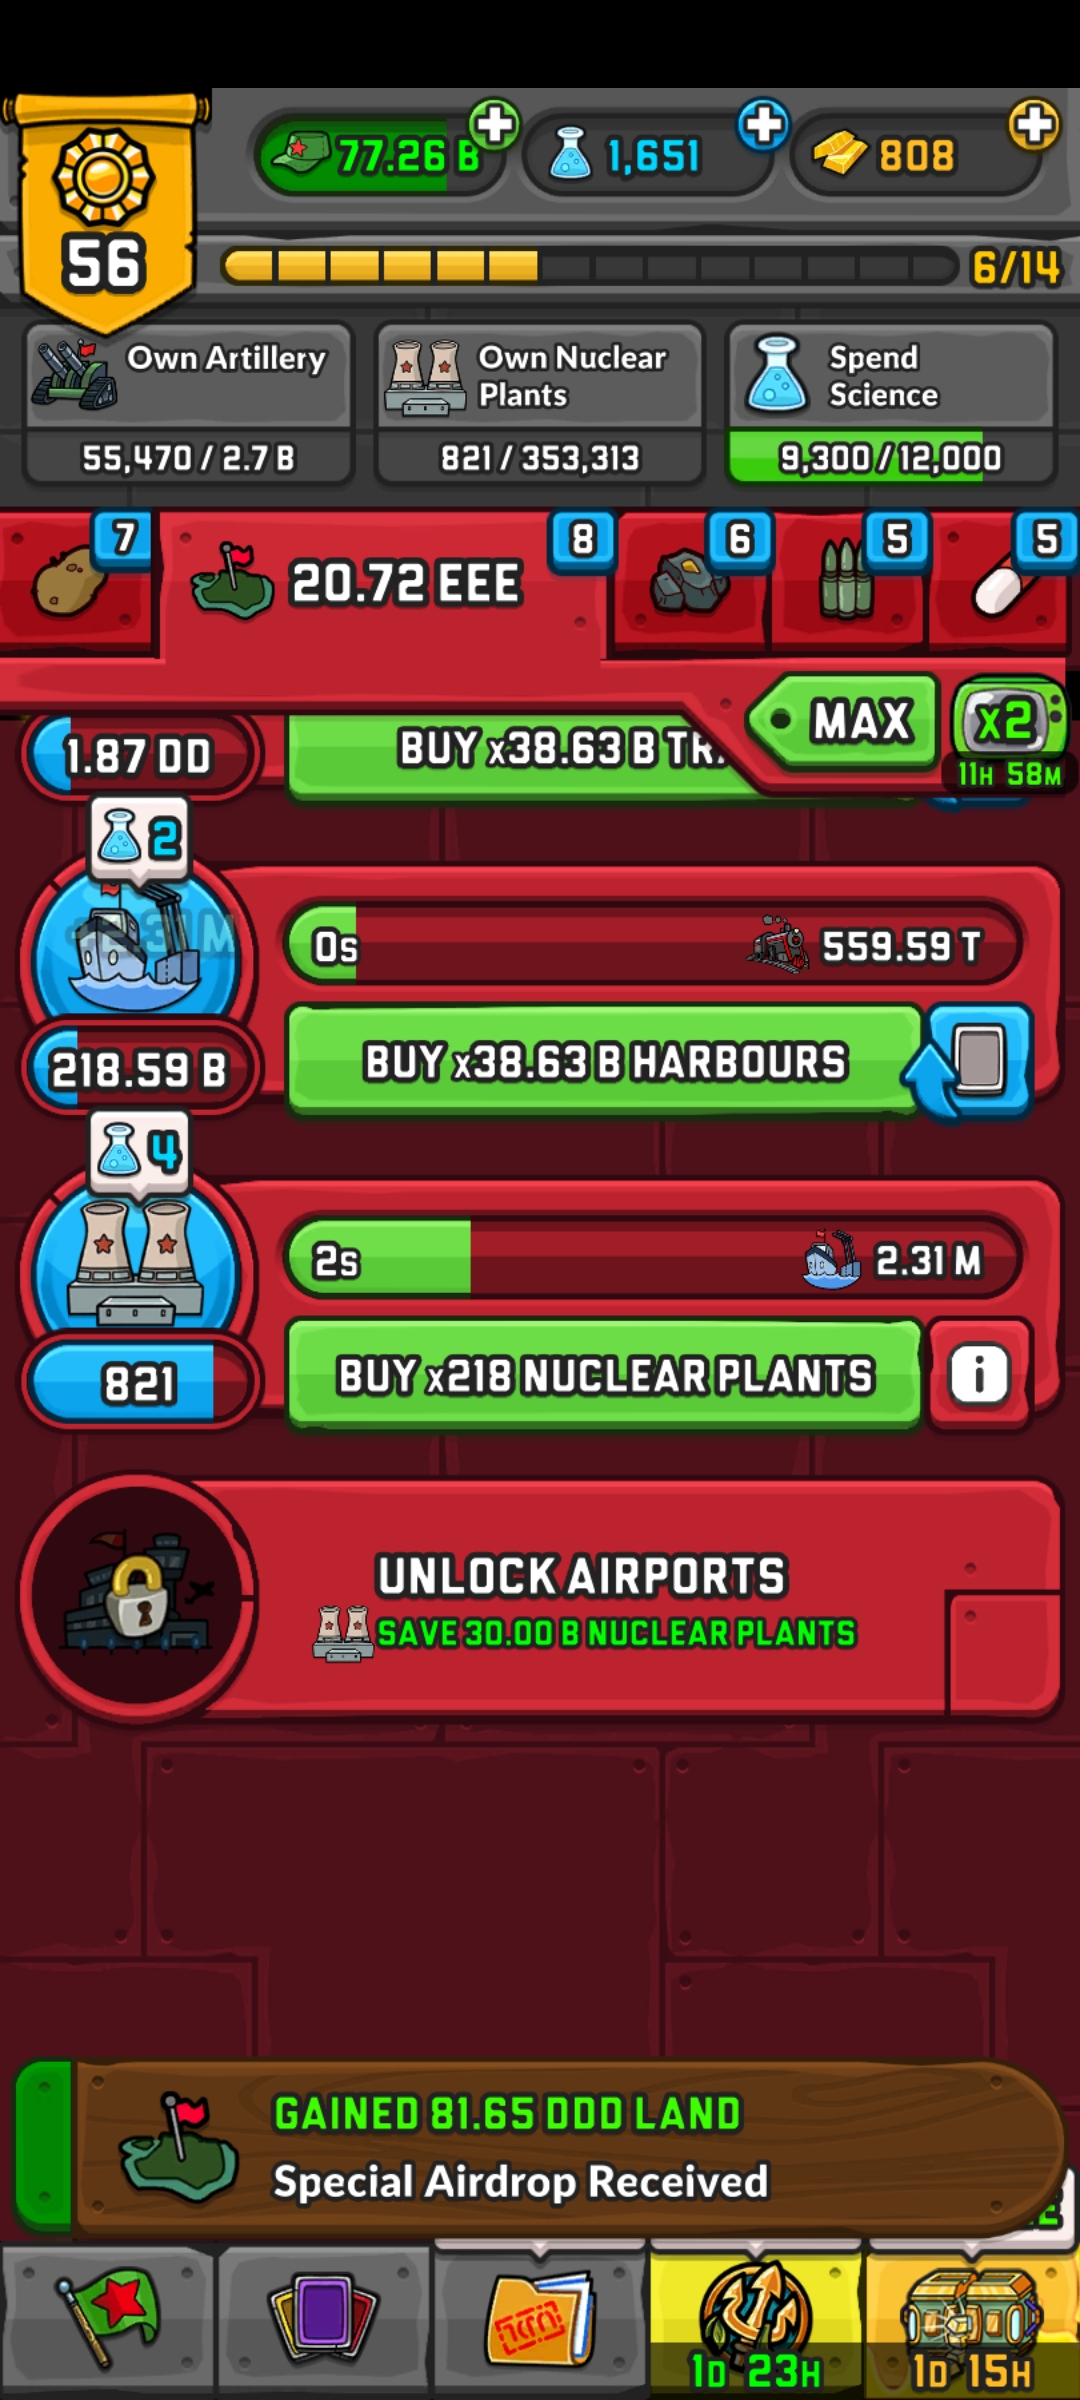 77.26 B
1,651
808
56
6/14
Own Artillery
55,470 / 2.7 B
Own Nuclear
Plants
821 / 353,313
Spend
Science
9,300 / 12,000
7
20.72 EEE
8
6
5
5
MAX
x2
11H 58M
1.87 DD
BUY x38.63 B
2
0s
559.59 T
218.59 B
BUY x38.63 B HARBOURS
4
2s
2.31 M
821
BUY x218 NUCLEAR PLANTS
i
UNLOCK AIRPORTS
SAVE 30.00 B NUCLEAR PLANTS
GAINED 81.65 DDD LAND
Special Airdrop Received
1D 23H
1D 15H